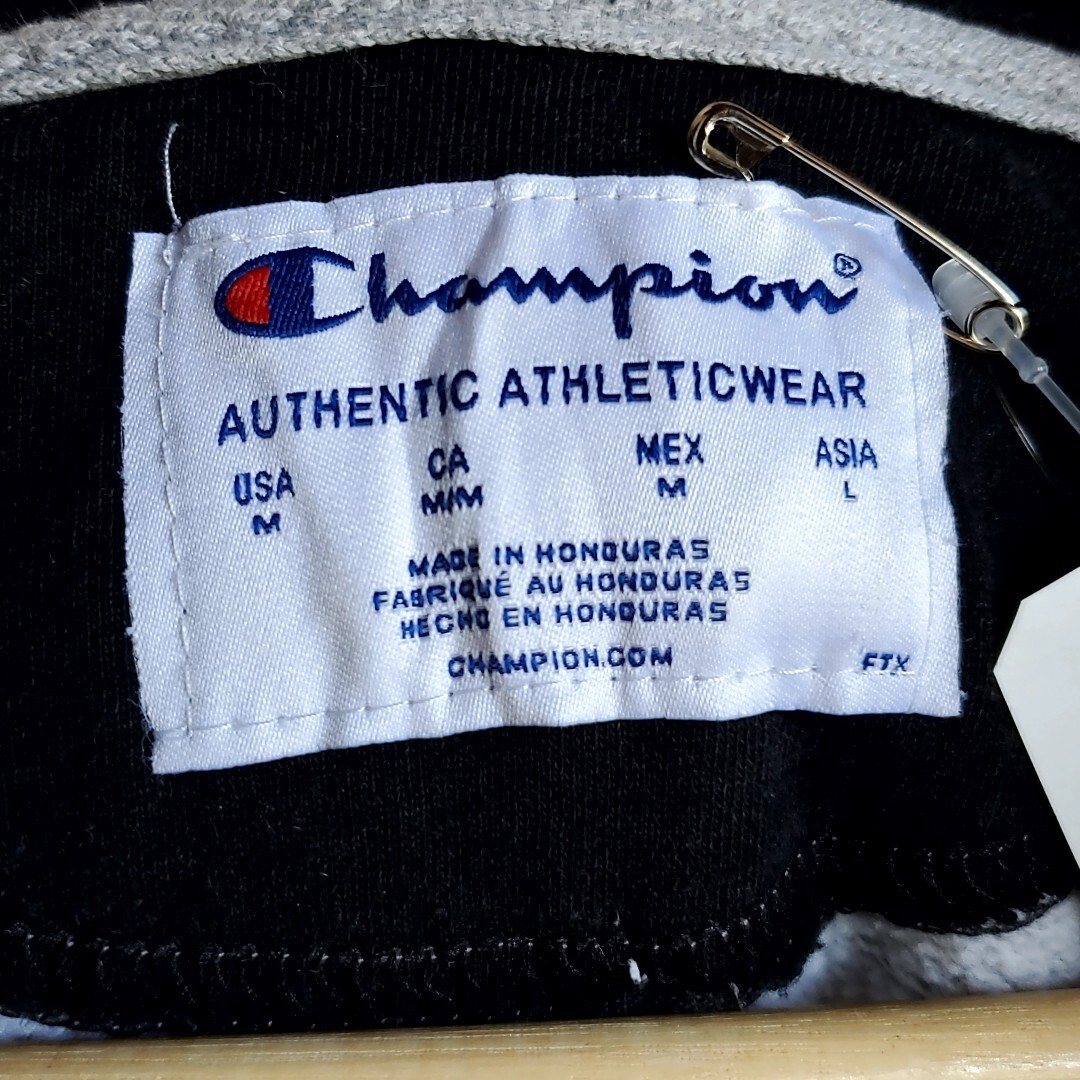 Champion®
AUTHENTIC ATHLETICWEAR
USA CA MEX ASIA
M M/M M L
MADE IN HONDURAS
FABRIQUÉ AU HONDURAS
HECHO EN HONDURAS
CHAMPION.COM FTX